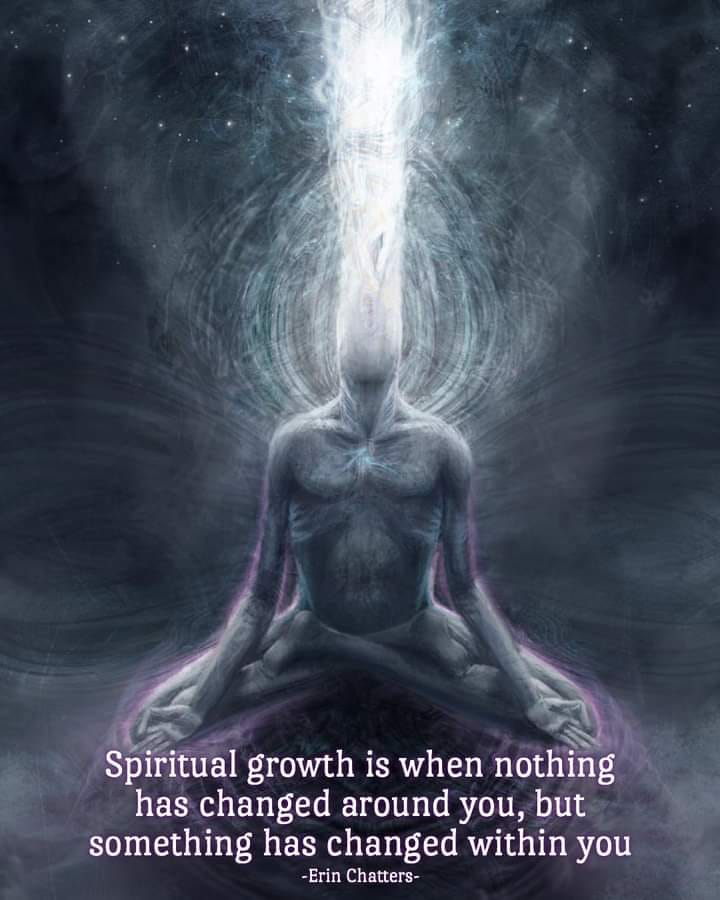 Spiritual growth is when nothing
has changed around you, but
something has changed within you
-Erin Chatters-